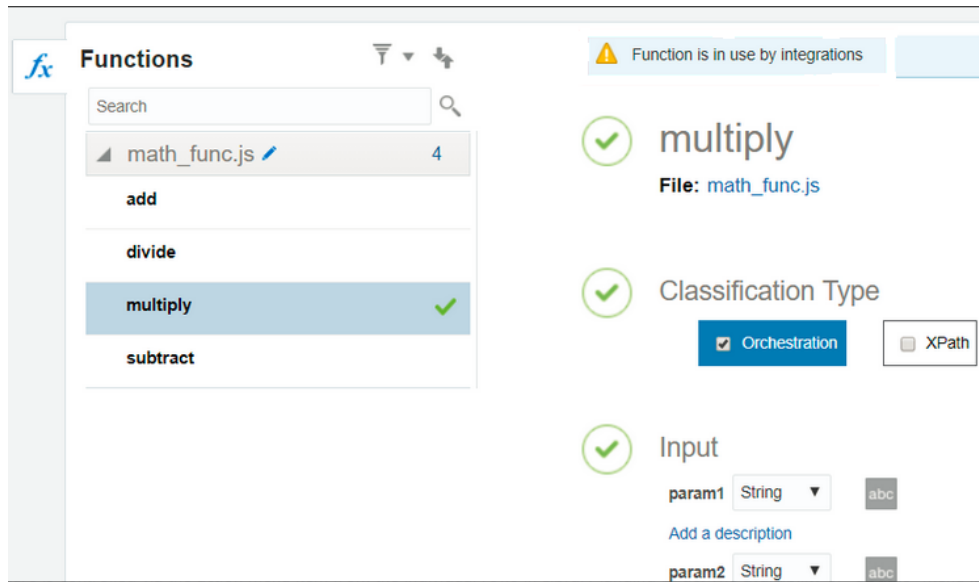 fx
Functions
Search
math_func.js 4
add
divide
multiply
subtract
Function is in use by integrations
multiply
File: math_func.js
Classification Type
Orchestration XPath
Input
param1 String abc
Add a description
param2 String abc